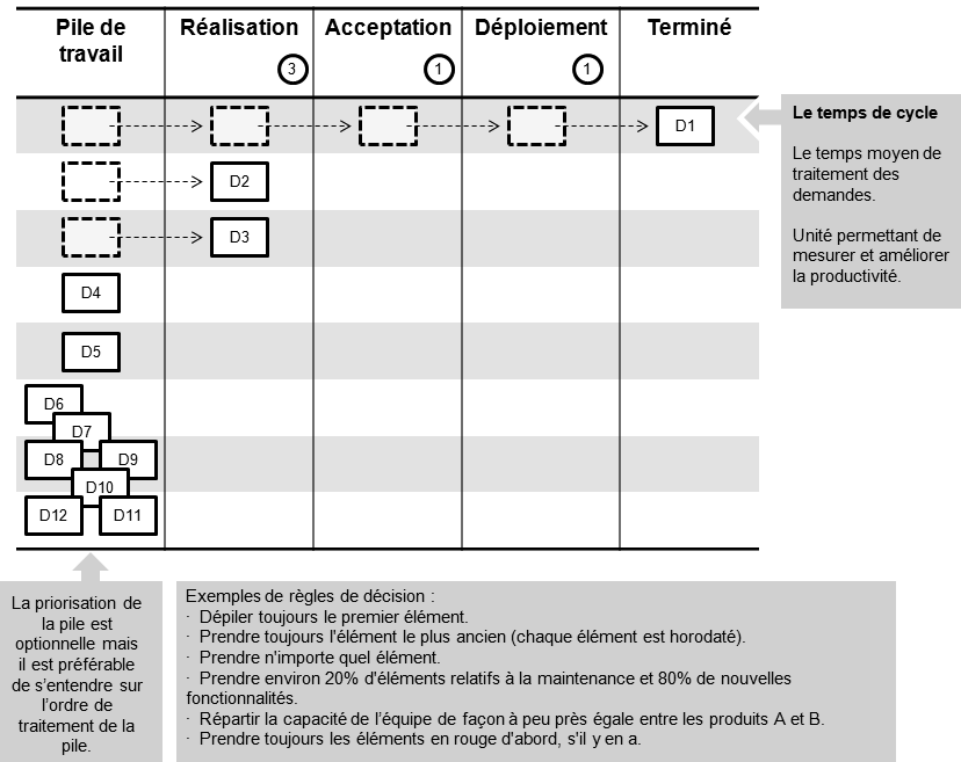 Pile de travail
Réalisation
3
Acceptation
1
Déploiement
1
Terminé
D1
D2
D3
D4
D5
D6
D7
D8
D9
D10
D12
D11
Le temps de cycle
Le temps moyen de
traitement des
demandes.
Unité permettant de
mesurer et améliorer
la productivité.
La priorisation de
la pile est
optionnelle mais
il est préférable
de s’entendre sur
l’ordre de
traitement de la
pile.
Exemples de règles de décision :
· Dépiler toujours le premier élément.
· Prendre toujours l'élément le plus ancien (chaque élément est horodaté).
· Prendre n'importe quel élément.
· Prendre environ 20% d'éléments relatifs à la maintenance et 80% de nouvelles
fonctionnalités.
· Répartir la capacité de l’équipe de façon à peu près égale entre les produits A et B.
· Prendre toujours les éléments en rouge d'abord, s'il y en a.